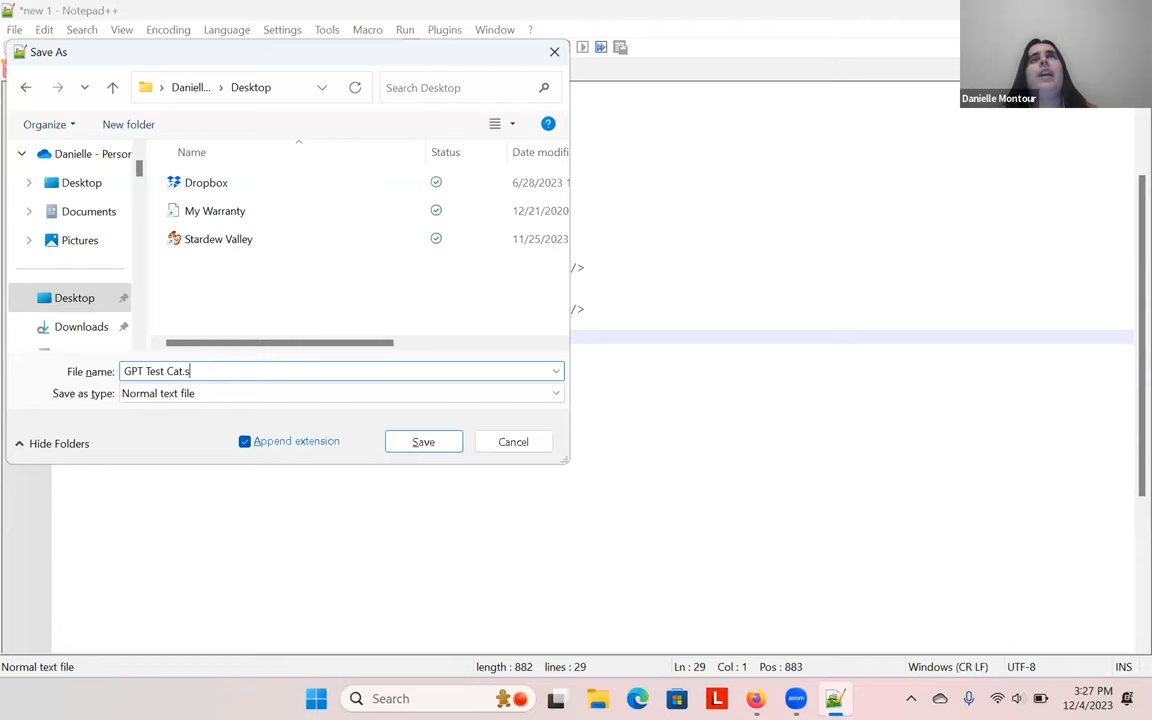 *new 1 - Notepad++
File Edit Search View Encoding Language Settings Tools Macro Run Plugins Window ?
Save As
Danielle Montour
Daniell... > Desktop
Search Desktop
Organize New folder
Danielle - Person
Name Status Date modifi
Desktop
Dropbox 6/28/2023 1
Documents
My Warranty 12/21/2020
Pictures
Stardew Valley 11/25/2023
/>
Desktop
/>
Downloads
File name: GPT Test Cat.s
Save as type: Normal text file
Hide Folders Append extension Save Cancel
Normal text file length : 882 lines : 29 Ln : 29 Col : 1 Pos : 883 Windows (CR LF) UTF-8 INS
Search L zoom 3:27 PM
12/4/2023